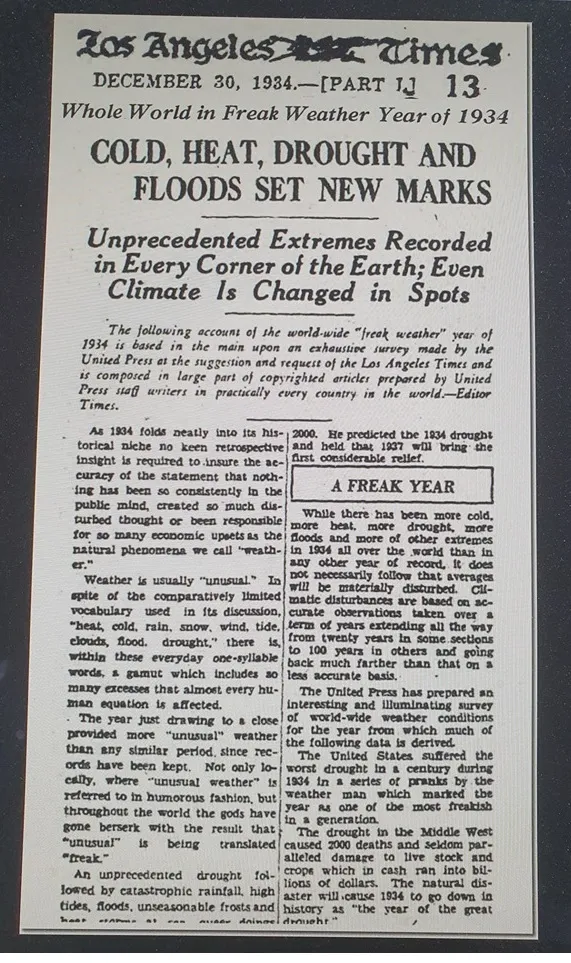 Los Angeles Times
DECEMBER 30, 1934.—[PART I.] 13
Whole World in Freak Weather Year of 1934
COLD, HEAT, DROUGHT AND
FLOODS SET NEW MARKS
Unprecedented Extremes Recorded
in Every Corner of the Earth; Even
Climate Is Changed in Spots
The following account of the world-wide "freak weather" year of
1934 is based in the main upon an exhaustive survey made by the
United Press at the suggestion and request of the Los Angeles Times and
is composed in large part of copyrighted articles prepared by United
Press staff writers in practically every country in the world.—Editor
Times.
As 1934 folds neatly into its his-
torical niche no keen retrospective
insight is required to insure the ac-
curacy of the statement that noth-
ing has been so consistently in the
public mind, created so much dis-
turbed thought or been responsible
for so many economic upsets as the
natural phenomena we call "weath-
er."
Weather is usually "unusual." In
spite of the comparatively limited
vocabulary used in its discussion,
"heat, cold, rain, snow, wind, tide,
clouds, flood, drought," there is,
within these everyday one-syllable
words, a gamut which includes so
many excesses that almost every hu-
man equation is affected.
The year just drawing to a close
provided more "unusual" weather
than any similar period, since rec-
ords have been kept. Not only lo-
cally, where "unusual weather" is
referred to in humorous fashion, but
throughout the world the gods have
gone berserk with the result that
"unusual" is being translated
"freak."
An unprecedented drought fol-
lowed by catastrophic rainfall, high
tides, floods, unseasonable frosts and
2000. He predicted the 1934 drought
and held that 1937 will bring the
first considerable relief.
A FREAK YEAR
While there has been more cold,
more heat, more drought, more
floods and more of other extremes
in 1934 all over the world than in
any other year of record, it does
not necessarily follow that averages
will be materially disturbed. Cli-
matic disturbances are based on ac-
curate observations taken over a
term of years extending all the way
from twenty years in some sections
to 100 years in others and going
back much farther than that on a
less accurate basis.
The United Press has prepared an
interesting and illuminating survey
of world-wide weather conditions
for the year from which much of
the following data is derived.
The United States suffered the
worst drought in a century during
1934 in a series of pranks by the
weather man which marked the
year as one of the most freakish
in a generation.
The drought in the Middle West
caused 2000 deaths and seldom par-
alleled damage to live stock and
crops which in cash ran into bil-
lions of dollars. The natural dis-
aster will cause 1934 to go down in
history as "the year of the great
drought."